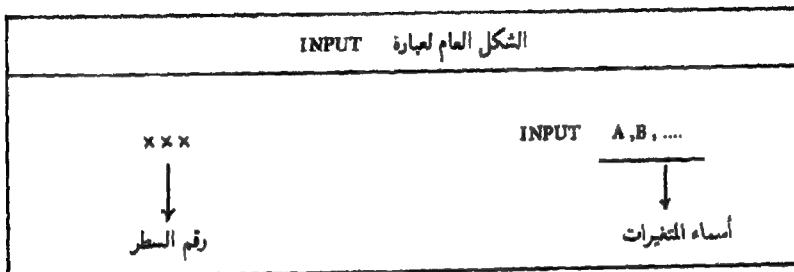 الشكل العام لعبارة INPUT
××× INPUT A ,B , ....
رقم السطر أسماء المتغيرات